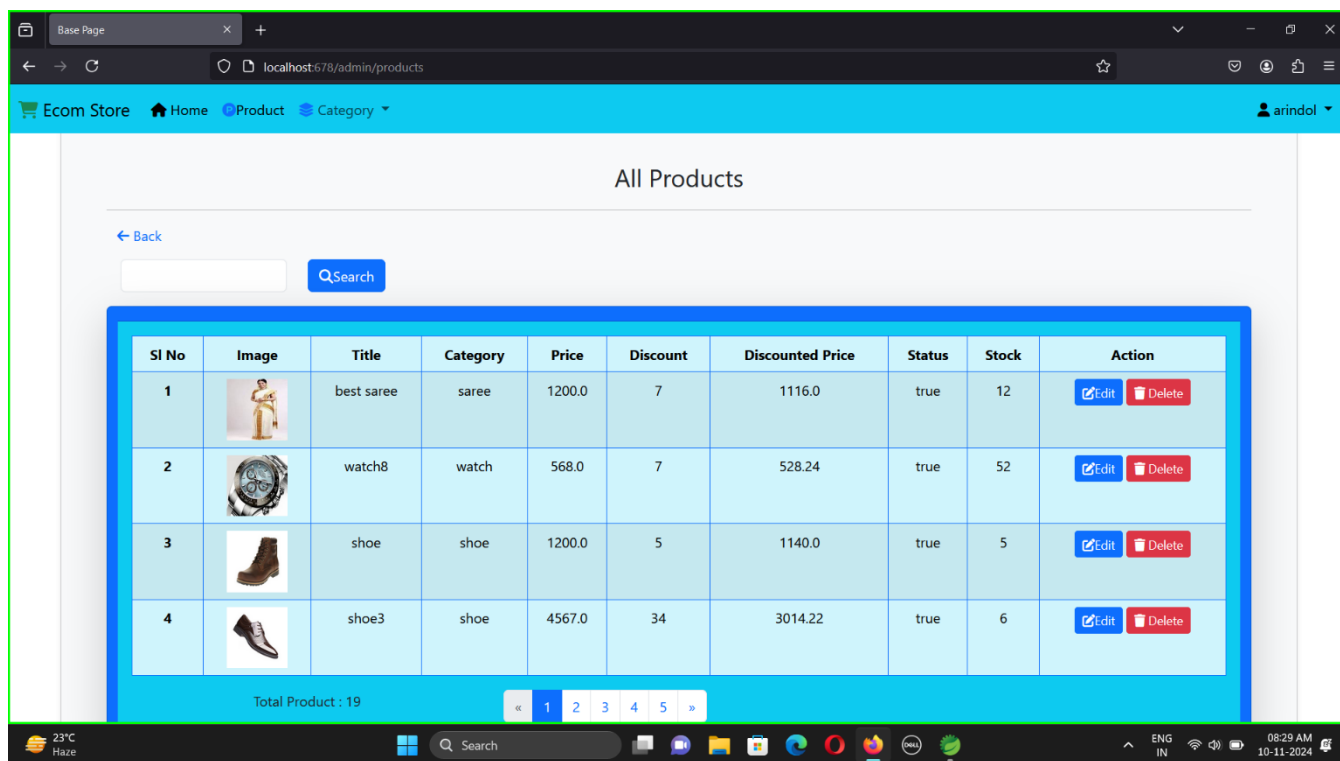 Base Page
localhost:678/admin/products
Ecom Store Home Product Category arindol
All Products
Back
Search
Sl No Image Title Category Price Discount Discounted Price Status Stock Action
1 best saree saree 1200.0 7 1116.0 true 12 Edit Delete
2 watch8 watch 568.0 7 528.24 true 52 Edit Delete
3 shoe shoe 1200.0 5 1140.0 true 5 Edit Delete
4 shoe3 shoe 4567.0 34 3014.22 true 6 Edit Delete
Total Product : 19 « 1 2 3 4 5 »
23°C
Haze
Search
DELL
ENG
IN
08:29 AM
10-11-2024